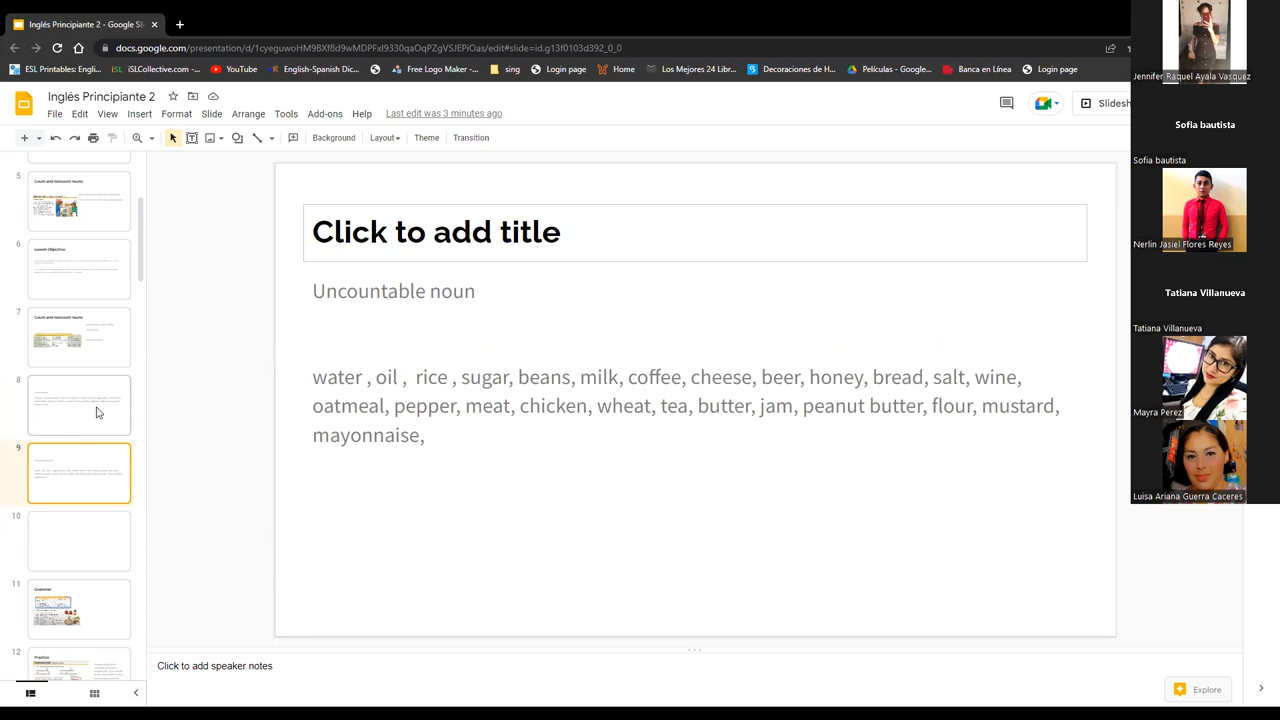 Inglés Principiante 2 - Google Sli
docs.google.com/presentation/d/1cyeguwoHM9BXf8d9wMDPFxl9330qaOqPZgVSJEPiOas/edit#slide=id.g13f0103d392_0_0
ESL Printables: Engli... iSLCollective.com -... YouTube English-Spanish Dic... Free Logo Maker -... sing Login page Home Los Mejores 24 Libr... Decoraciones de H... Películas - Google... Banca en Línea Login page
Inglés Principiante 2
File Edit View Insert Format Slide Arrange Tools Add-ons Help Last edit was 3 minutes ago
Slidesh
Background Layout Theme Transition
5
Count and noncount nouns
6
Lesson Objective
7
Count and noncount nouns
8
9
10
11
Grammar
12
Practice
Click to add title
Uncountable noun
water , oil , rice , sugar, beans, milk, coffee, cheese, beer, honey, bread, salt, wine,
oatmeal, pepper, meat, chicken, wheat, tea, butter, jam, peanut butter, flour, mustard,
mayonnaise,
Click to add speaker notes
Explore
Jennifer Raquel Ayala Vasquez
Sofia bautista
Sofia bautista
Nerlin Jasiel Flores Reyes
Tatiana Villanueva
Tatiana Villanueva
Mayra Perez
Luisa Ariana Guerra Caceres